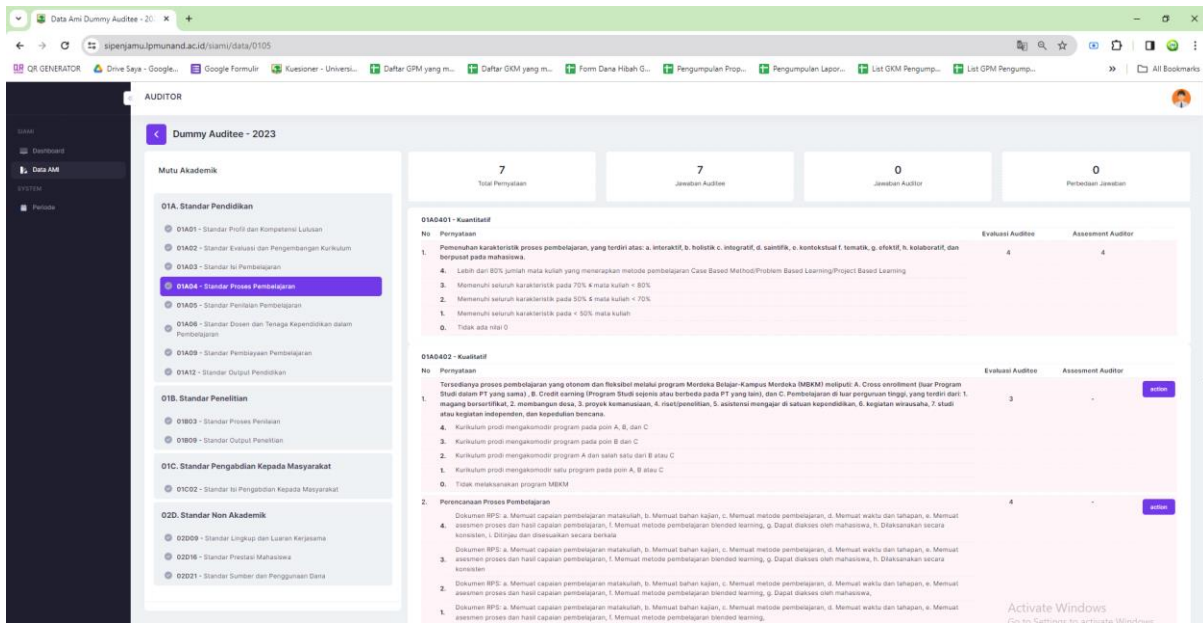 Data Ami Dummy Auditee - 20
sipenjamu.lpmunand.ac.id/siami/data/0105
QR GENERATOR
Drive Saya - Google...
Google Formulir
Kuesioner - Universi...
Daftar GPM yang m...
Daftar GKM yang m...
Form Dana Hibah G...
Pengumpulan Prop...
Pengumpulan Lapor...
List GKM Pengump...
List GPM Pengump...
All Bookmarks
AUDITOR
SIAMI
Dashboard
Data AMI
SYSTEM
Periode
Dummy Auditee - 2023
Mutu Akademik
01A. Standar Pendidikan
01A01 - Standar Profil dan Kompetensi Lulusan
01A02 - Standar Evaluasi dan Pengembangan Kurikulum
01A03 - Standar Isi Pembelajaran
01A04 - Standar Proses Pembelajaran
01A05 - Standar Penilaian Pembelajaran
01A06 - Standar Dosen dan Tenaga Kependidikan dalam
Pembelajaran
01A09 - Standar Pembiayaan Pembelajaran
01A12 - Standar Output Pendidikan
01B. Standar Penelitian
01B03 - Standar Proses Penilaian
01B09 - Standar Output Penelitian
01C. Standar Pengabdian Kepada Masyarakat
01C02 - Standar Isi Pengabdian Kepada Masyarakat
02D. Standar Non Akademik
02D09 - Standar Lingkup dan Luaran Kerjasama
02D16 - Standar Prestasi Mahasiswa
02D21 - Standar Sumber dan Penggunaan Dana
7
Total Pernyataan
7
Jawaban Auditee
0
Jawaban Auditor
0
Perbedaan Jawaban
01A0401 - Kuantitatif
No Pernyataan Evaluasi Auditee Assesment Auditor
1. Pemenuhan karakteristik proses pembelajaran, yang terdiri atas: a. interaktif, b. holistik c. integratif, d. saintifik, e. kontekstual f. tematik, g. efektif, h. kolaboratif, dan 4 4
berpusat pada mahasiswa.
4. Lebih dari 80% jumlah mata kuliah yang menerapkan metode pembelajaran Case Based Method/Problem Based Learning/Project Based Learning
3. Memenuhi seluruh karakteristik pada 70% ≤ mata kuliah < 80%
2. Memenuhi seluruh karakteristik pada 50% ≤ mata kuliah < 70%
1. Memenuhi seluruh karakteristik pada < 50% mata kuliah
0. Tidak ada nilai 0
01A0402 - Kualitatif
No Pernyataan Evaluasi Auditee Assesment Auditor
Tersedianya proses pembelajaran yang otonom dan fleksibel melalui program Merdeka Belajar-Kampus Merdeka (MBKM) meliputi: A. Cross enrollment (luar Program
1. Studi dalam PT yang sama) , B. Credit earning (Program Studi sejenis atau berbeda pada PT yang lain), dan C. Pembelajaran di luar perguruan tinggi, yang terdiri dari: 1. 3 - action
magang bersertifikat, 2. membangun desa, 3. proyek kemanusiaan, 4. riset/penelitian, 5. asistensi mengajar di satuan kependidikan, 6. kegiatan wirausaha, 7. studi
atau kegiatan independen, dan kepedulian bencana.
4. Kurikulum prodi mengakomodir program pada poin A, B, dan C
3. Kurikulum prodi mengakomodir program pada poin B dan C
2. Kurikulum prodi mengakomodir program A dan salah satu dari B atau C
1. Kurikulum prodi mengakomodir satu program pada poin A, B atau C
0. Tidak melaksanakan program MBKM
2. Perencanaan Proses Pembelajaran 4 - action
Dokumen RPS: a. Memuat capaian pembelajaran matakuliah, b. Memuat bahan kajian, c. Memuat metode pembelajaran, d. Memuat waktu dan tahapan, e. Memuat
4. asesmen proses dan hasil capaian pembelajaran, f. Memuat metode pembelajaran blended learning, g. Dapat diakses oleh mahasiswa, h. Dilaksanakan secara
konsisten, i. Ditinjau dan disesuaikan secara berkala
Dokumen RPS: a. Memuat capaian pembelajaran matakuliah, b. Memuat bahan kajian, c. Memuat metode pembelajaran, d. Memuat waktu dan tahapan, e. Memuat
3. asesmen proses dan hasil capaian pembelajaran, f. Memuat metode pembelajaran blended learning, g. Dapat diakses oleh mahasiswa, h. Dilaksanakan secara
konsisten
Dokumen RPS: a. Memuat capaian pembelajaran matakuliah, b. Memuat bahan kajian, c. Memuat metode pembelajaran, d. Memuat waktu dan tahapan, e. Memuat
2. asesmen proses dan hasil capaian pembelajaran, f. Memuat metode pembelajaran blended learning, g. Dapat diakses oleh mahasiswa,
Dokumen RPS: a. Memuat capaian pembelajaran matakuliah, b. Memuat bahan kajian, c. Memuat metode pembelajaran, d. Memuat waktu dan tahapan, e. Memuat
1. asesmen proses dan hasil capaian pembelajaran, f. Memuat metode pembelajaran blended learning,
Activate Windows
Go to Settings to activate Windows.